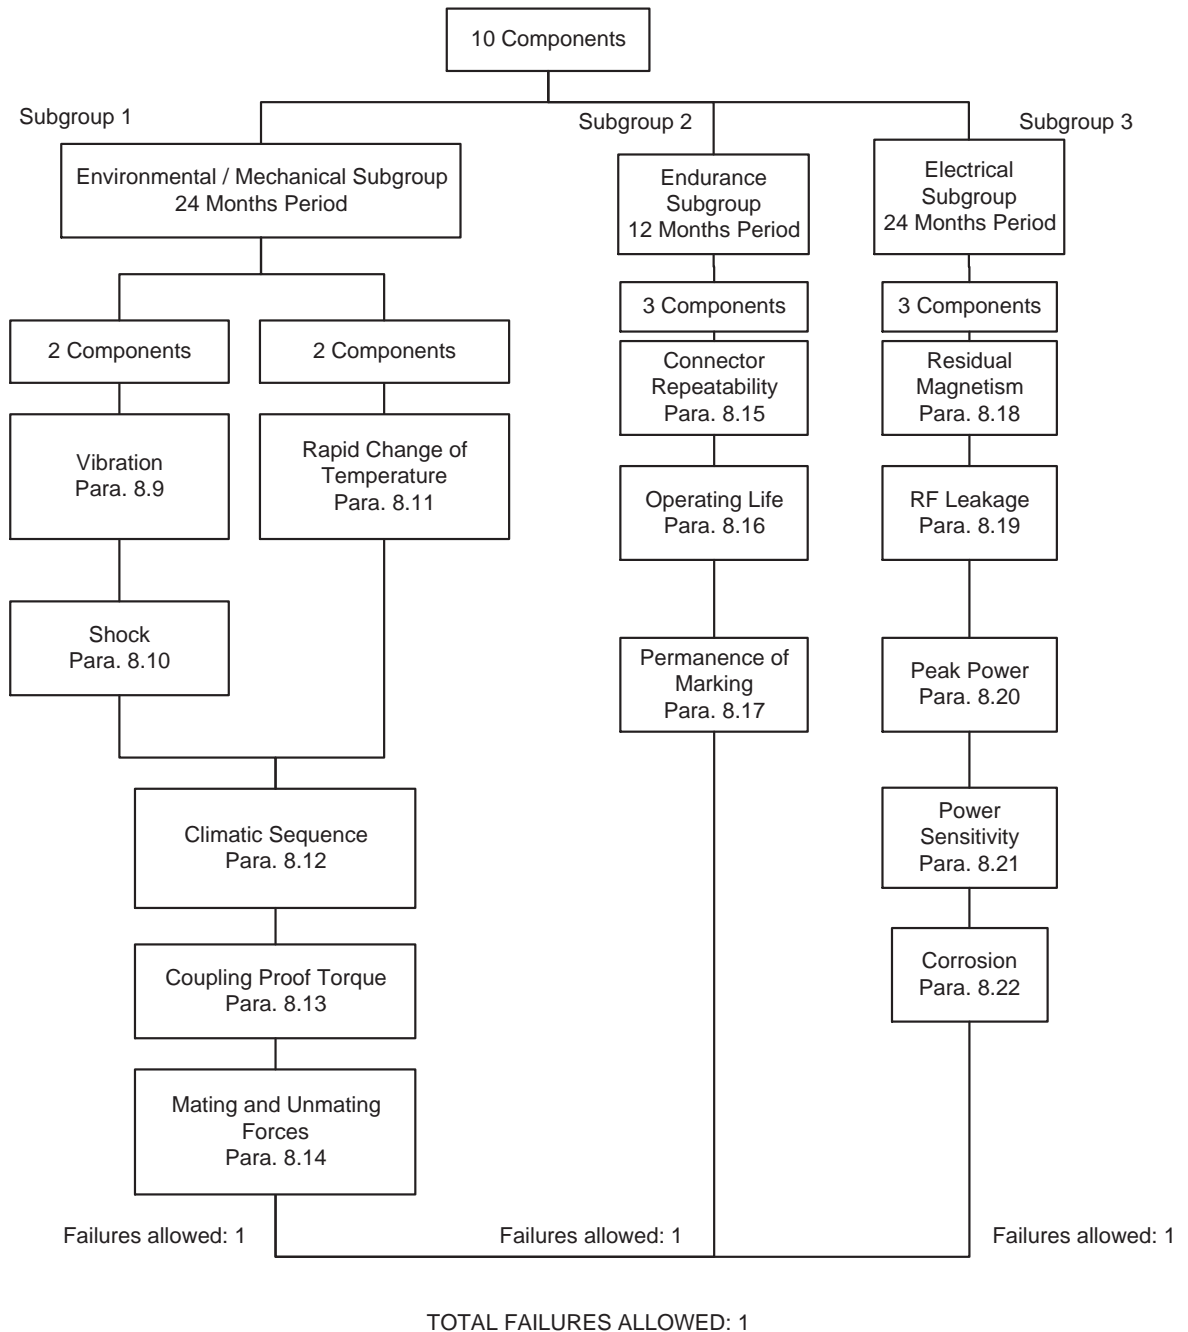 10 Components
Subgroup 1
Subgroup 2
Subgroup 3
Environmental / Mechanical Subgroup
24 Months Period
Endurance
Subgroup
12 Months Period
Electrical
Subgroup
24 Months Period
2 Components
2 Components
3 Components
3 Components
Vibration
Para. 8.9
Rapid Change of
Temperature
Para. 8.11
Connector
Repeatability
Para. 8.15
Residual
Magnetism
Para. 8.18
Operating Life
Para. 8.16
RF Leakage
Para. 8.19
Shock
Para. 8.10
Permanence of
Marking
Para. 8.17
Peak Power
Para. 8.20
Climatic Sequence
Para. 8.12
Power
Sensitivity
Para. 8.21
Coupling Proof Torque
Para. 8.13
Corrosion
Para. 8.22
Mating and Unmating
Forces
Para. 8.14
Failures allowed: 1
Failures allowed: 1
Failures allowed: 1
TOTAL FAILURES ALLOWED: 1